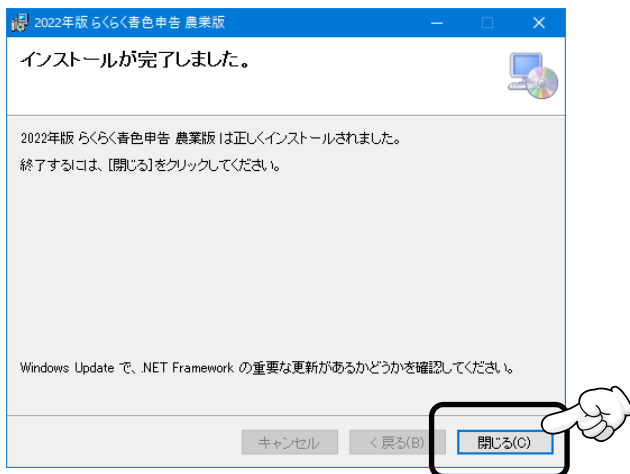 2022年版 らくらく青色申告 農業版
インストールが完了しました。
2022年版 らくらく青色申告 農業版 は正しくインストールされました。
終了するには、[閉じる]をクリックしてください。
Windows Update で、.NET Framework の重要な更新があるかどうかを確認してください。
キャンセル
< 戻る(B)
閉じる(C)